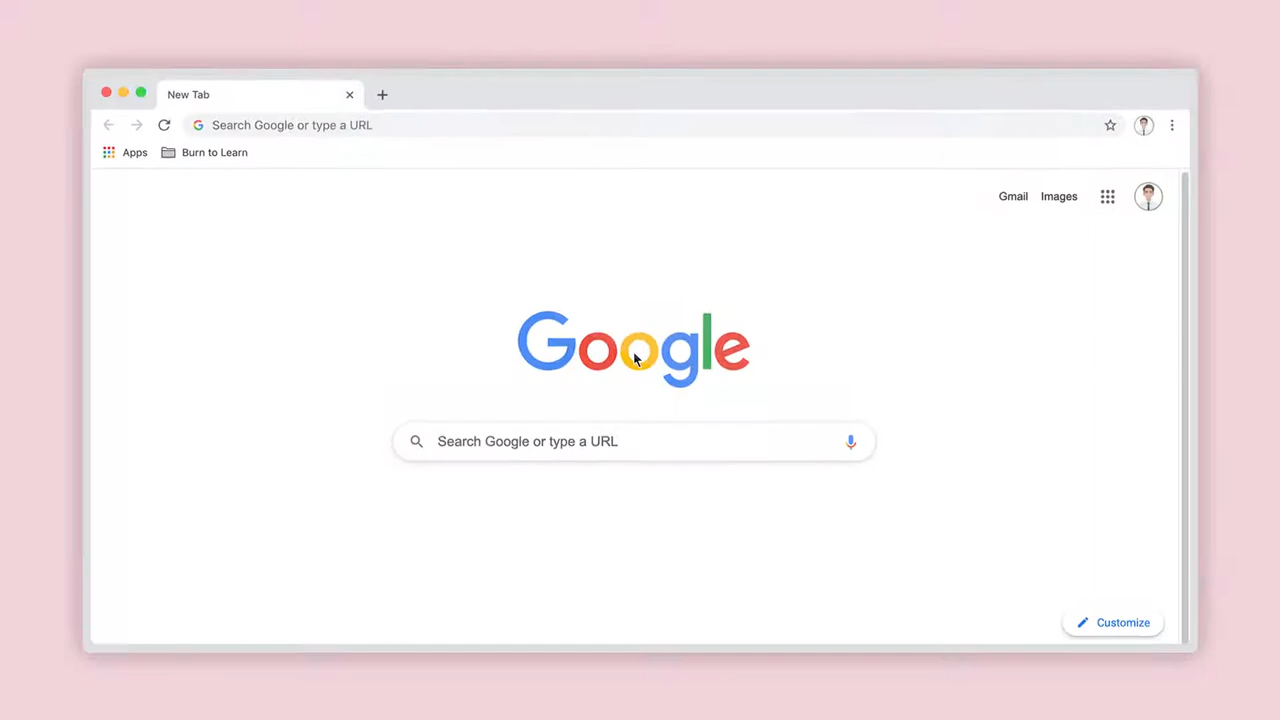 New Tab
Search Google or type a URL
Apps Burn to Learn
Gmail Images
Google
Search Google or type a URL
Customize